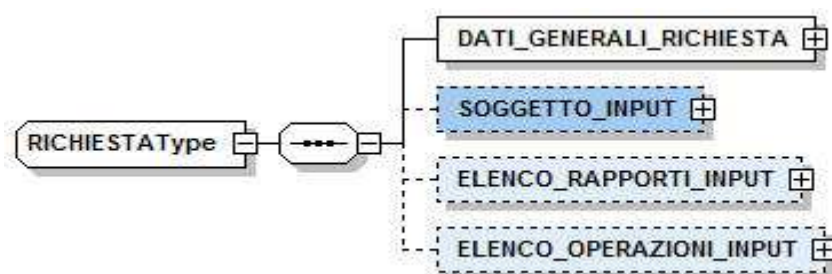 DATI_GENERALI_RICHIESTA
SOGGETTO_INPUT
RICHIESTAType
ELENCO_RAPPORTI_INPUT
ELENCO_OPERAZIONI_INPUT